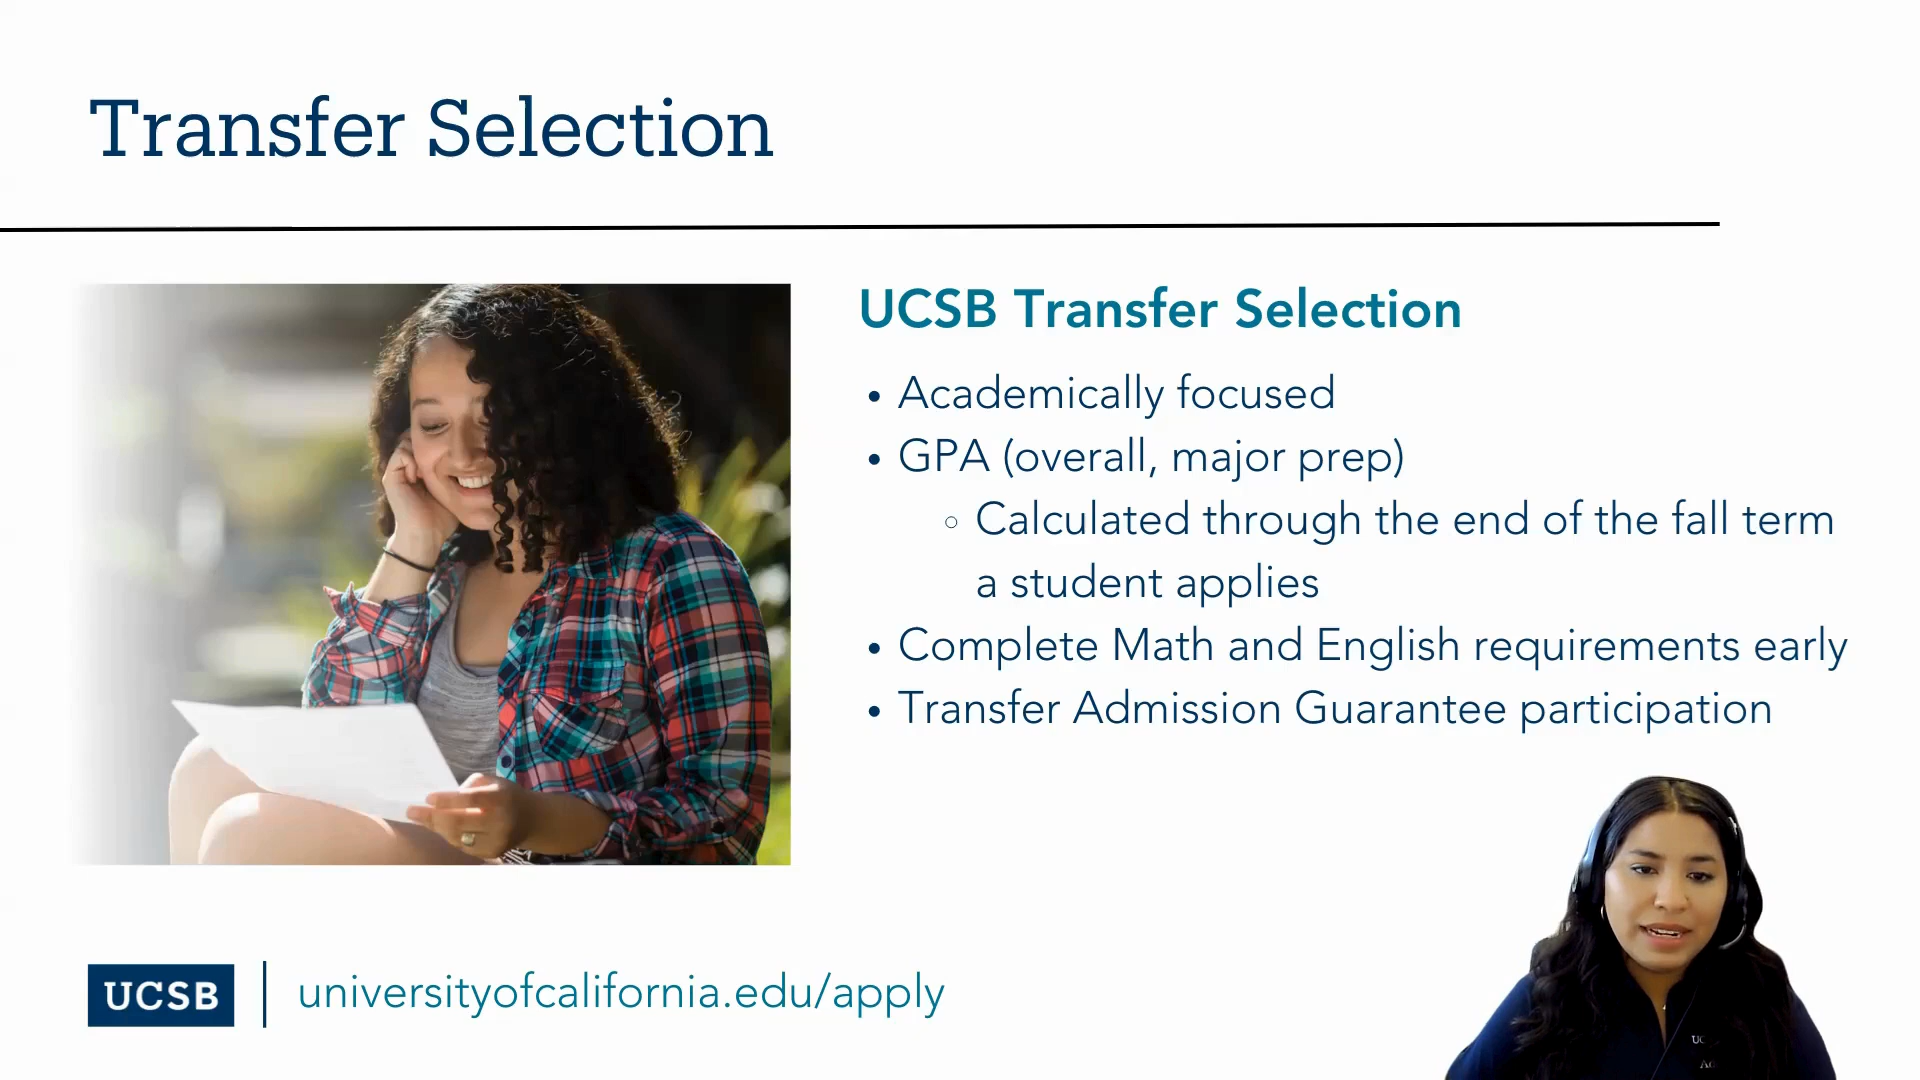 Transfer Selection
UCSB Transfer Selection
• Academically focused
• GPA (overall, major prep)
◦ Calculated through the end of the fall term
a student applies
• Complete Math and English requirements early
• Transfer Admission Guarantee participation
UCSB | universityofcalifornia.edu/apply